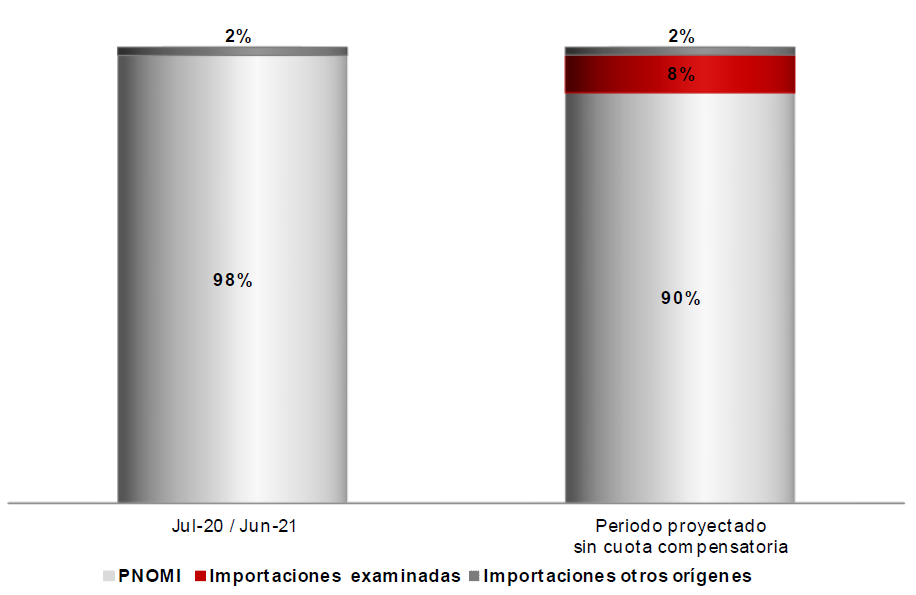 2%
2%
8%
98%
90%
Jul-20 / Jun-21
Periodo proyectado
sin cuota compensatoria
PNOMI Importaciones examinadas Importaciones otros orígenes